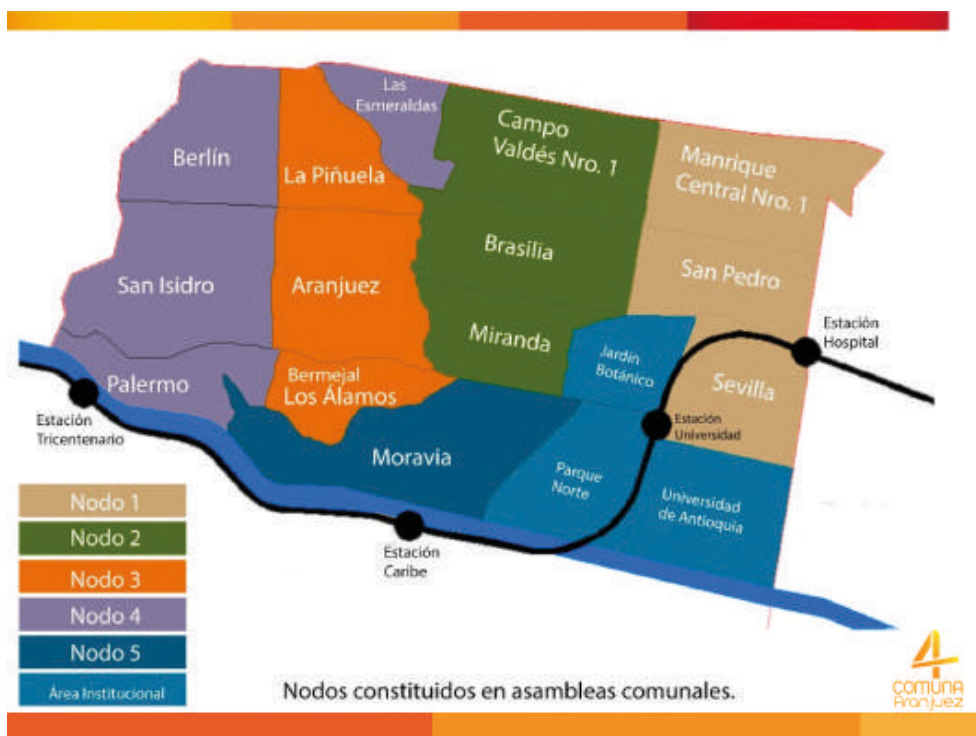 Las
Esmeraldas
Campo
Valdés Nro. 1
Manrique
Central Nro. 1
Berlín
La Piñuela
Brasilia
San Pedro
San Isidro
Aranjuez
Miranda
Estación
Hospital
Jardín
Botánico
Sevilla
Palermo
Bermejal
Los Álamos
Estación
Tricentenario
Estación
Universidad
Moravia
Parque
Norte
Universidad
de Antioquia
Estación
Caribe
Nodo 1
Nodo 2
Nodo 3
Nodo 4
Nodo 5
Área Institucional
Nodos constituidos en asambleas comunales.
4
COMUNA
Aranjuez